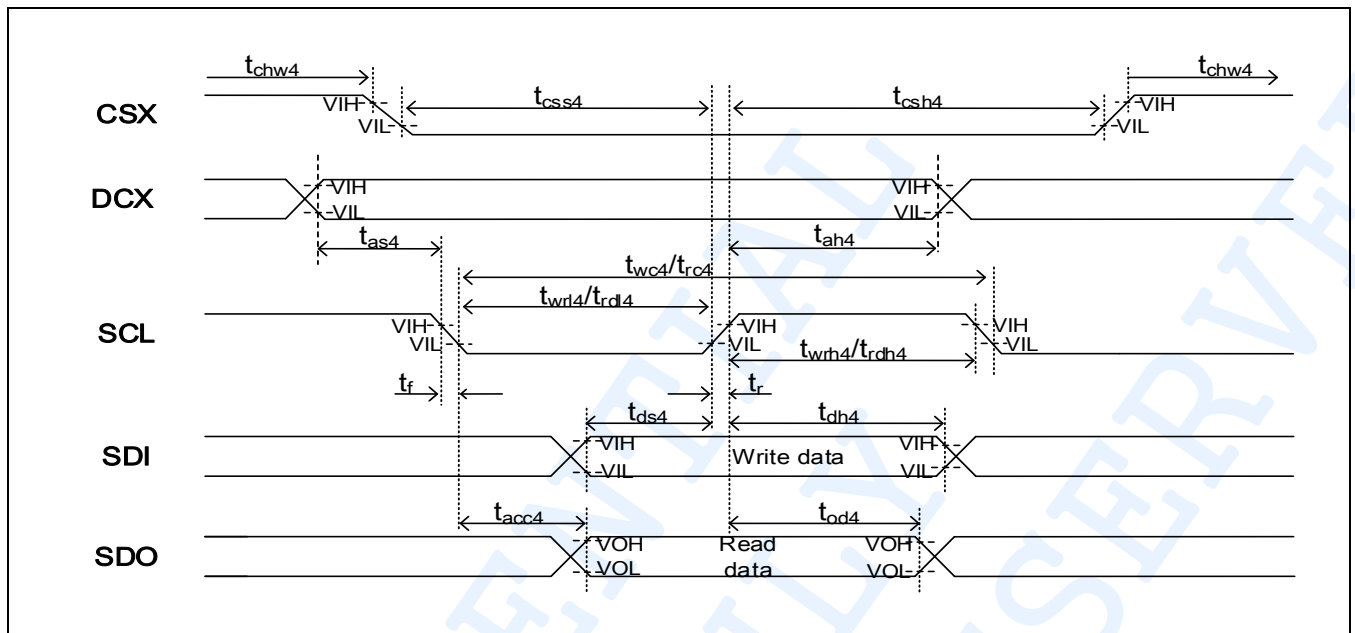 tchw4
tchw4
CSX
VIH
VIL
tcss4
tcsh4
VIH
VIL
DCX
VIH
VIL
VIH
VIL
tas4
tah4
twc4/trc4
twrl4/trdl4
SCL
VIH
VIL
VIH
VIL
VIH
VIL
twrh4/trdh4
tf
tr
tds4
tdh4
SDI
VIH
VIL
Write data
VIH
VIL
tacc4
tod4
SDO
VOH
VOL
Read
data
VOH
VOL